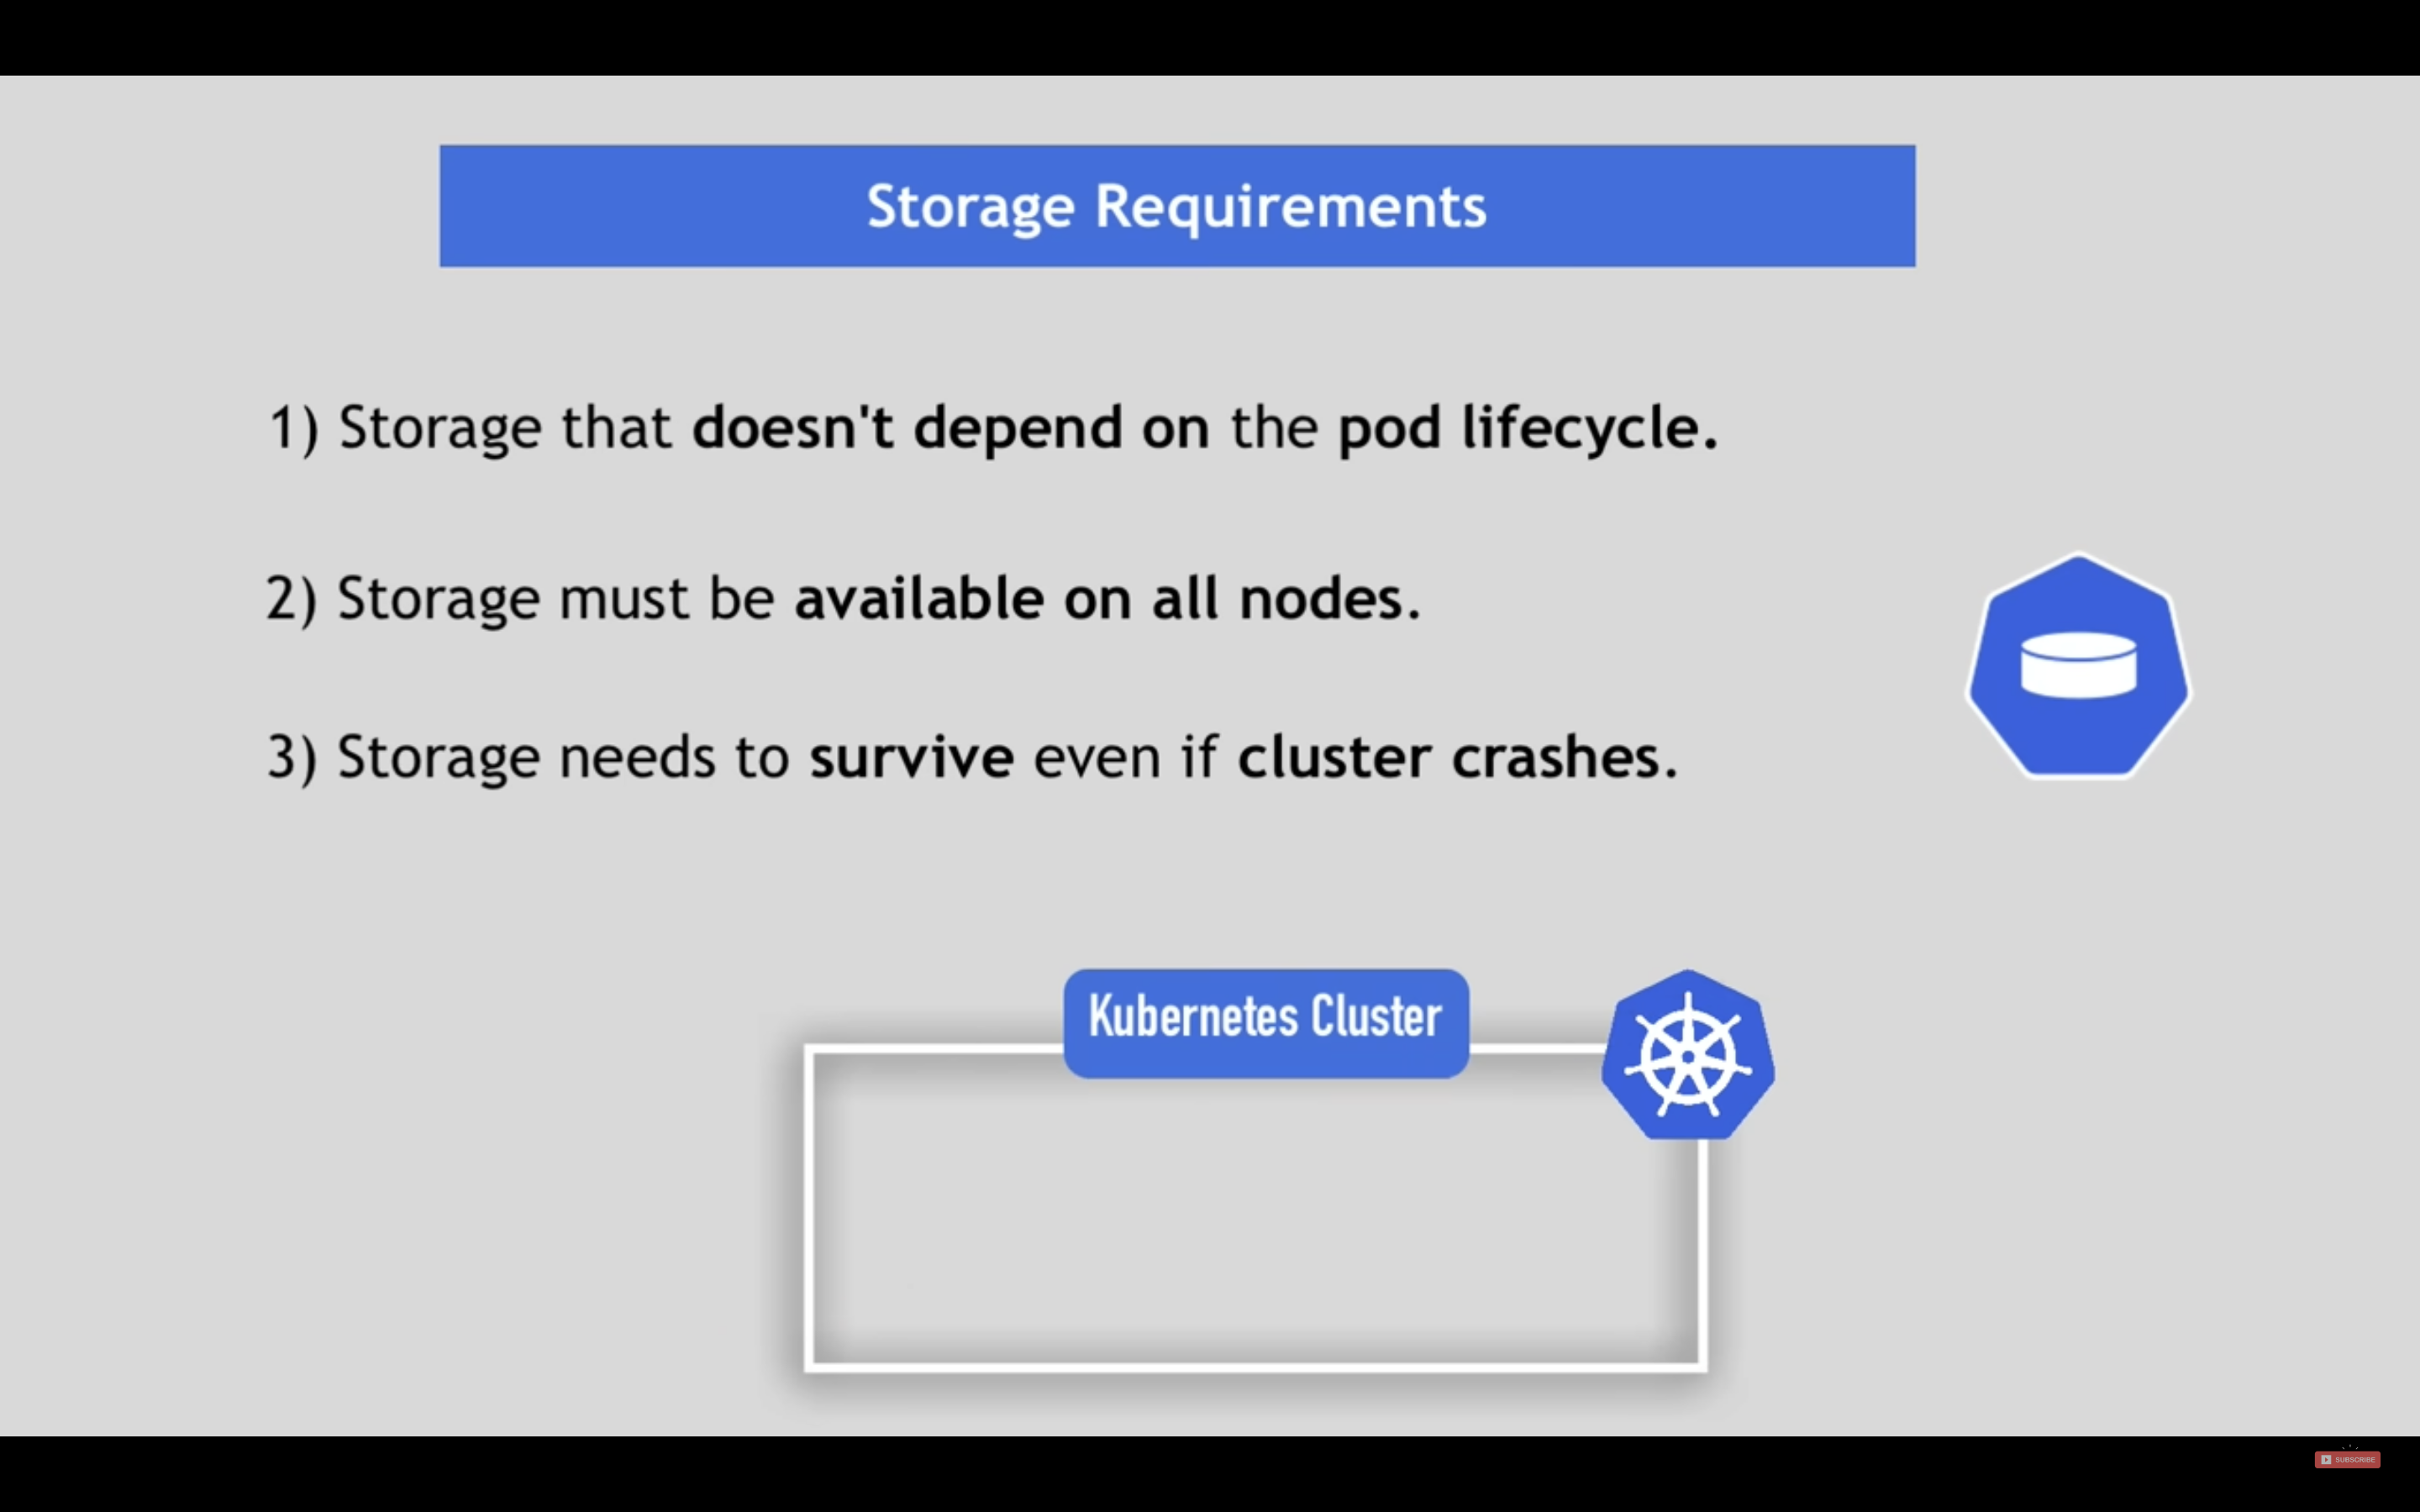 Storage Requirements
1) Storage that doesn't depend on the pod lifecycle.
2) Storage must be available on all nodes.
3) Storage needs to survive even if cluster crashes.
Kubernetes Cluster
SUBSCRIBE